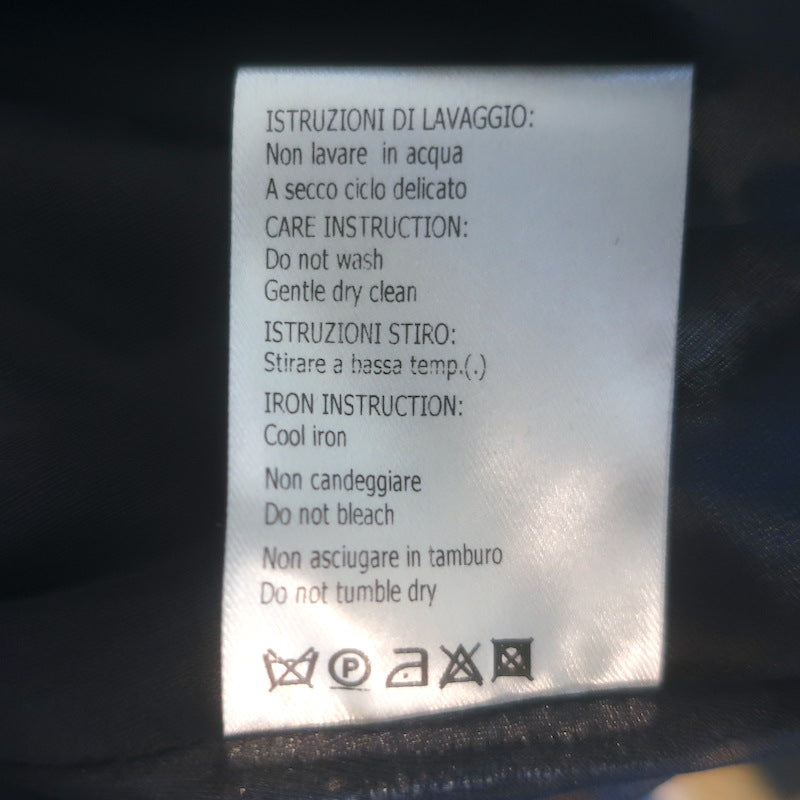 ISTRUZIONI DI LAVAGGIO:
Non lavare in acqua
A secco ciclo delicato
CARE INSTRUCTION:
Do not wash
Gentle dry clean
ISTRUZIONI STIRO:
Stirare a bassa temp.(.)
IRON INSTRUCTION:
Cool iron
Non candeggiare
Do not bleach
Non asciugare in tamburo
Do not tumble dry
P